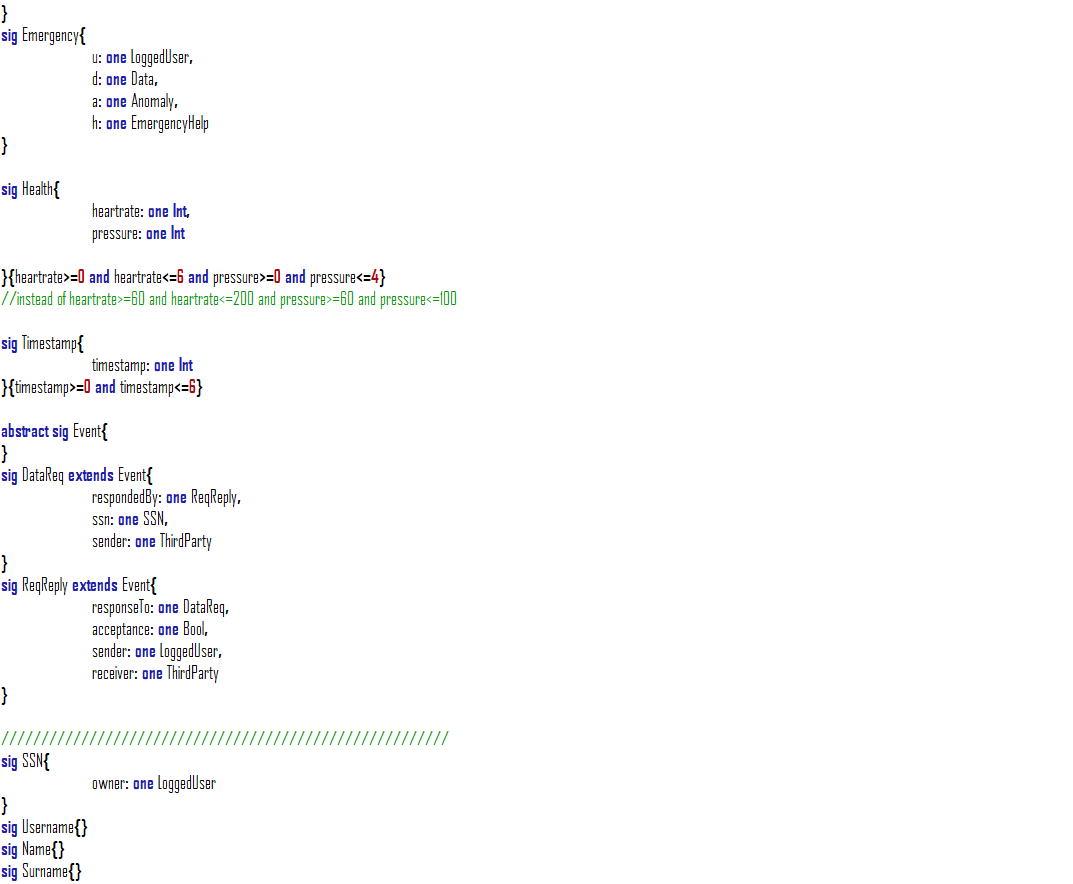 }
sig Emergency{
u: one LoggedUser,
d: one Data,
a: one Anomaly,
h: one EmergencyHelp
}
sig Health{
heartrate: one Int,
pressure: one Int
}{heartrate>=0 and heartrate<=6 and pressure>=0 and pressure<=4}
//instead of heartrate>=60 and heartrate<=200 and pressure>=60 and pressure<=100
sig Timestamp{
timestamp: one Int
}{timestamp>=0 and timestamp<=6}
abstract sig Event{
}
sig DataReq extends Event{
respondedBy: one ReqReply,
ssn: one SSN,
sender: one ThirdParty
}
sig ReqReply extends Event{
responseTo: one DataReq,
acceptance: one Bool,
sender: one LoggedUser,
receiver: one ThirdParty
}
////////////////////////////////////////////////////////
sig SSN{
owner: one LoggedUser
}
sig Username{}
sig Name{}
sig Surname{}